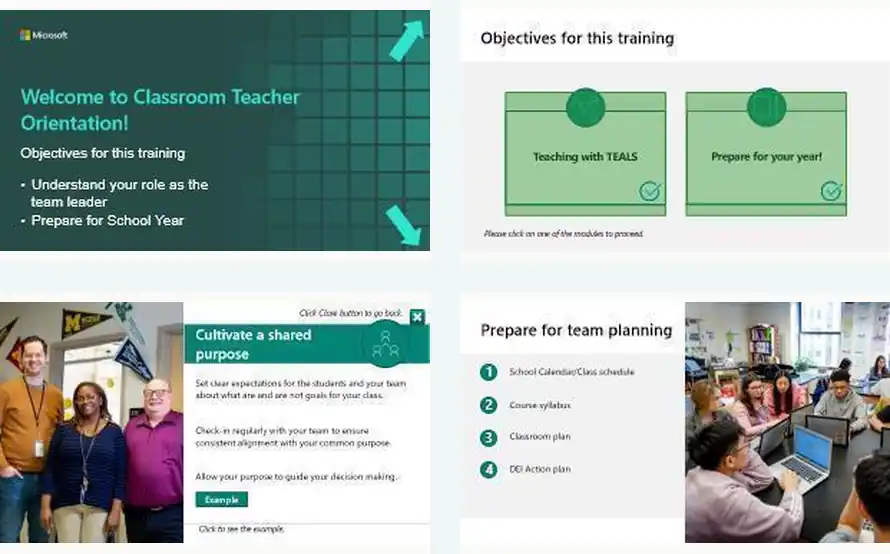 Microsoft
Welcome to Classroom Teacher
Orientation!
Objectives for this training
• Understand your role as the
team leader
• Prepare for School Year
Objectives for this training
Teaching with TEALS
Prepare for your year!
Please click on one of the modules to proceed.
Click Close button to go back.
Cultivate a shared
purpose
Set clear expectations for the students and your team
about what are and are not goals for your class.
Check-in regularly with your team to ensure
consistent alignment with your common purpose.
Allow your purpose to guide your decision making.
Example
Click to see the example.
M
Prepare for team planning
1 School Calendar/Class schedule
2 Course syllabus
3 Classroom plan
4 DEI Action plan